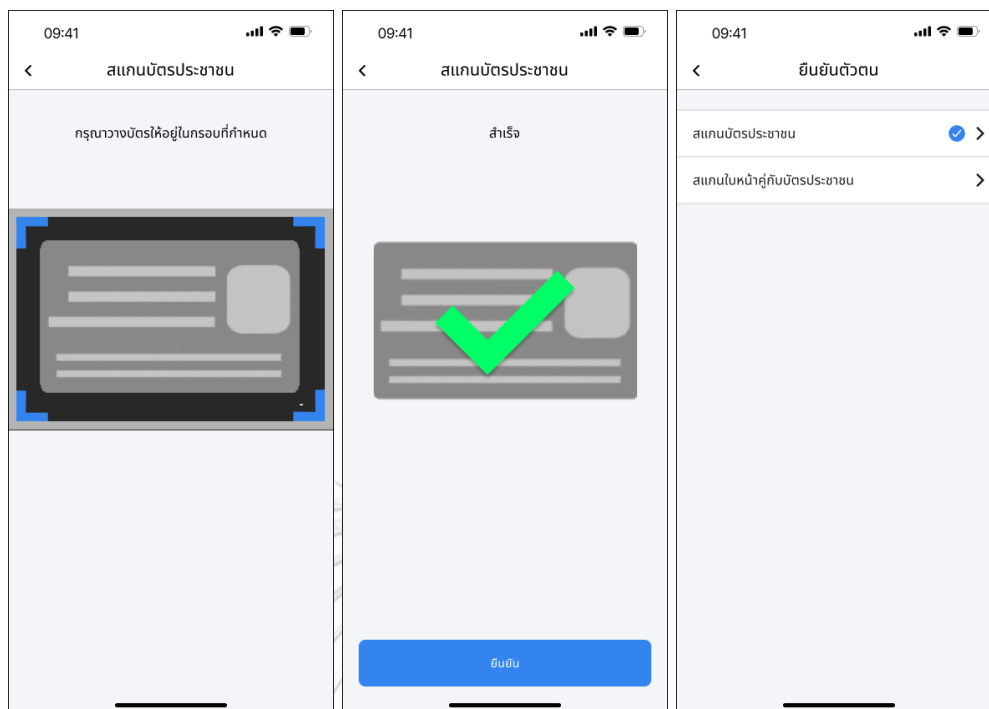 09:41
สแกนบัตรประชาชน
กรุณาวางบัตรให้อยู่ในกรอบที่กำหนด
09:41
สแกนบัตรประชาชน
สำเร็จ
ยืนยัน
09:41
ยืนยันตัวตน
สแกนบัตรประชาชน
สแกนใบหน้าคู่กับบัตรประชาชน